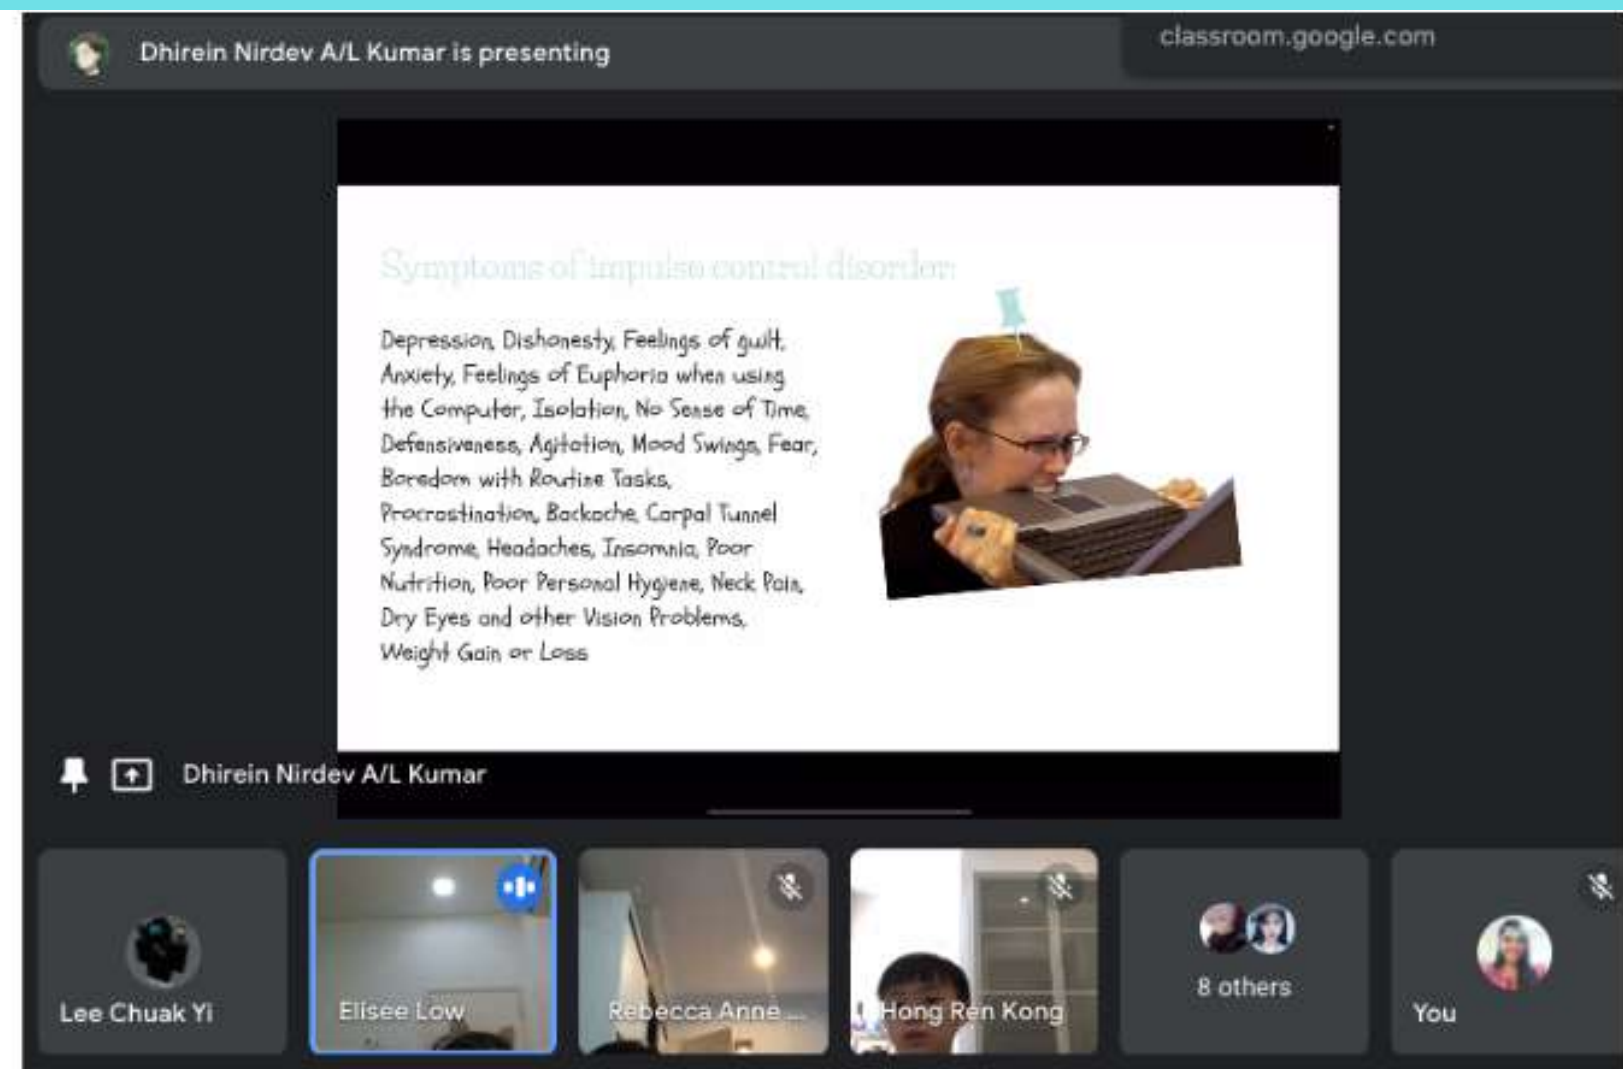 Dhirein Nirdev A/L Kumar is presenting
classroom.google.com
Symptoms of impulse control disorder:
Depression, Dishonesty, Feelings of guilt,
Anxiety, Feelings of Euphoria when using
the Computer, Isolation, No Sense of Time,
Defensiveness, Agitation, Mood Swings, Fear,
Boredom with Routine Tasks,
Procrastination, Backache, Carpal Tunnel
Syndrome, Headaches, Insomnia, Poor
Nutrition, Poor Personal Hygiene, Neck Pain,
Dry Eyes and other Vision Problems,
Weight Gain or Loss
Dhirein Nirdev A/L Kumar
Lee Chuak Yi
Elisee Low
Rebecca Anne ...
Hong Ren Kong
8 others
You